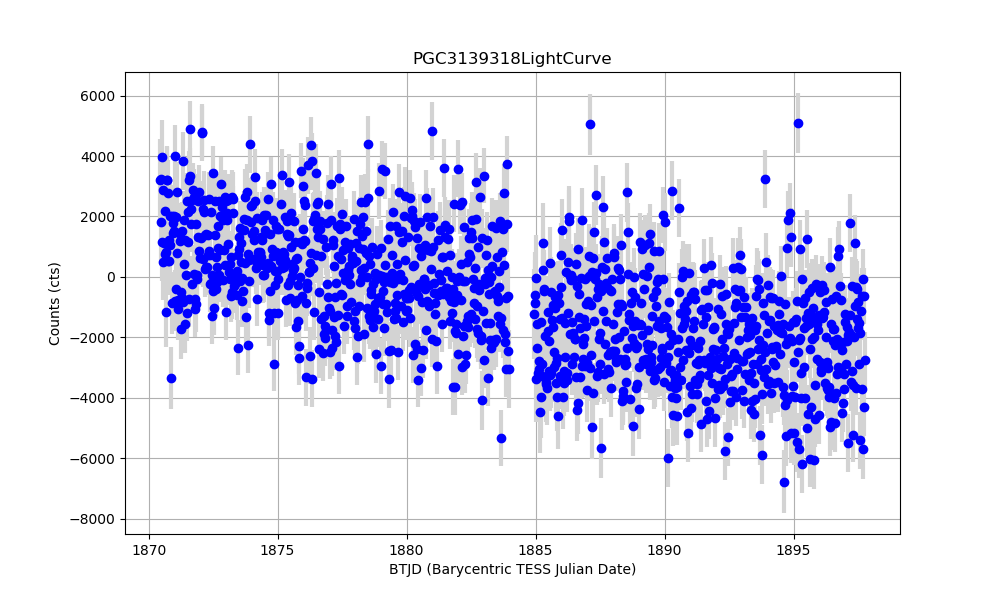 PGC3139318LightCurve
6000
4000
2000
0
−2000
−4000
−6000
−8000
Counts (cts)
1870 1875 1880 1885 1890 1895
BTJD (Barycentric TESS Julian Date)